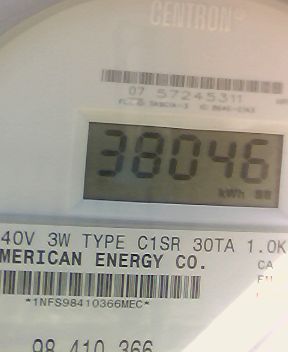 CENTRON®
07 57245311
38046
kWh
40V 3W TYPE C1SR 30TA 1.0K
MERICAN ENERGY CO.
CA
*1NFS98410366MEC*
98 410 366